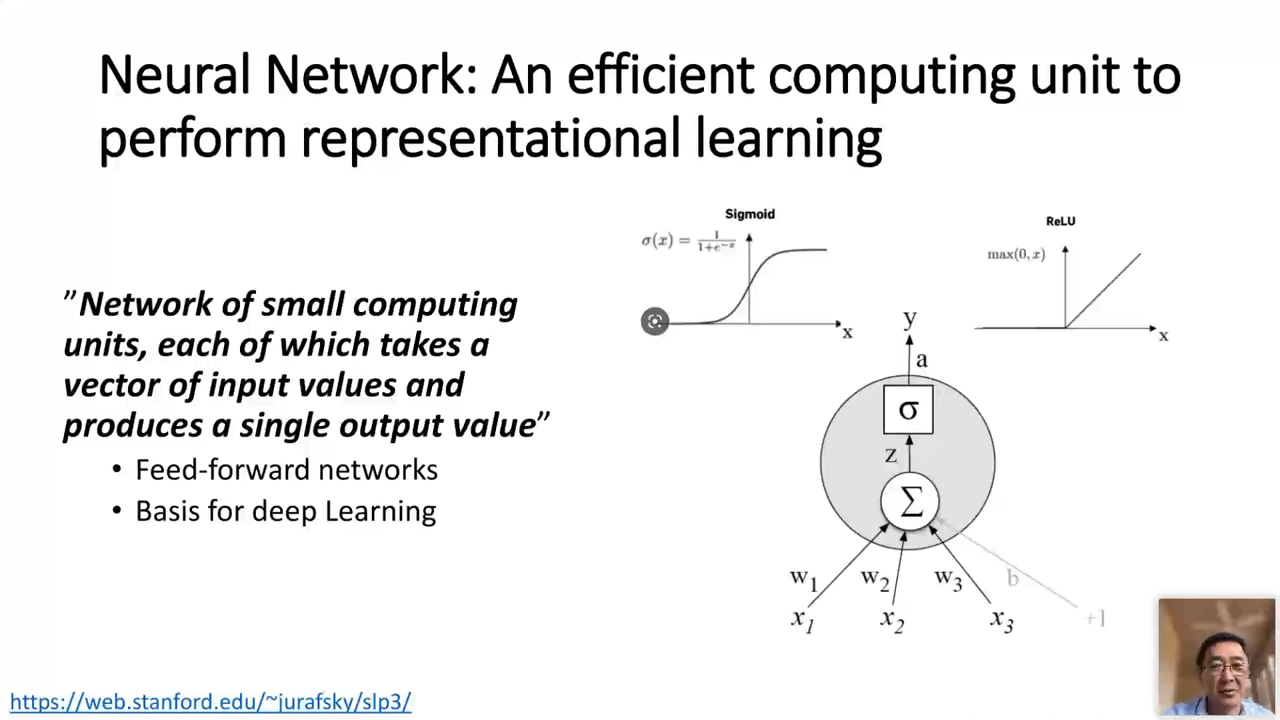 Neural Network: An efficient computing unit to
perform representational learning
Sigmoid
σ(x) = 1/(1+e^-x)
x
ReLU
max(0, x)
x
"Network of small computing
units, each of which takes a
vector of input values and
produces a single output value"
• Feed-forward networks
• Basis for deep Learning
y
a
σ
z
Σ
w1 w2 w3 b
x1 x2 x3 +1
https://web.stanford.edu/~jurafsky/slp3/